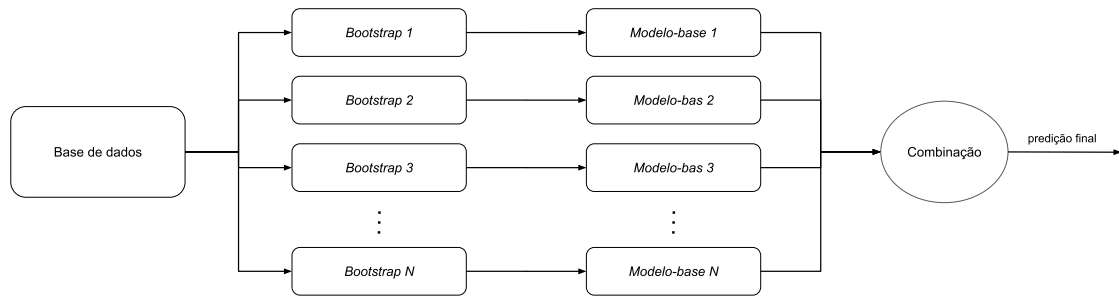 Bootstrap 1
Modelo-base 1
Bootstrap 2
Modelo-bas 2
Base de dados
Bootstrap 3
Modelo-bas 3
Combinação
predição final
Bootstrap N
Modelo-base N